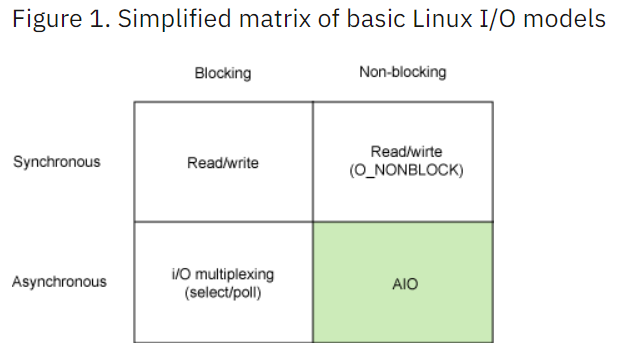 Figure 1. Simplified matrix of basic Linux I/O models
Blocking
Non-blocking
Synchronous
Read/write
Read/wirte
(O_NONBLOCK)
Asynchronous
i/O multiplexing
(select/poll)
AIO